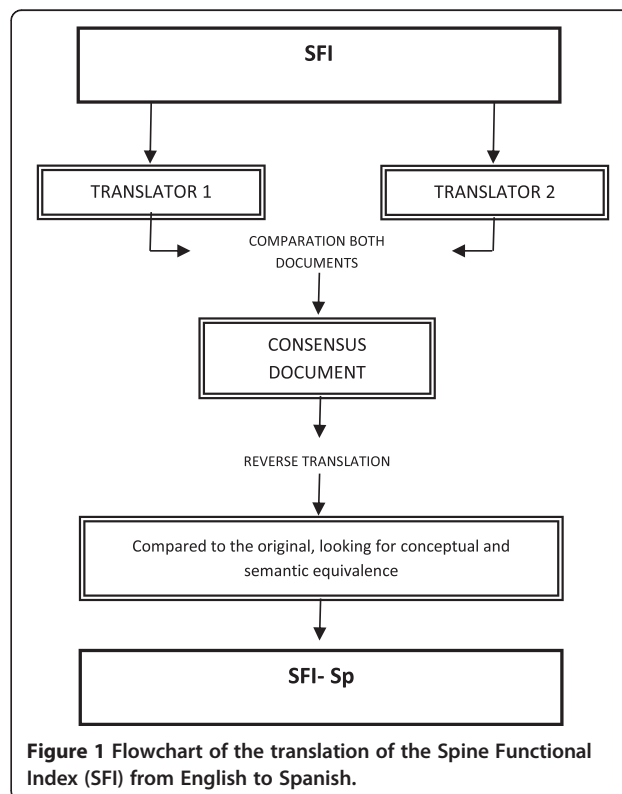 SFI
TRANSLATOR 1
TRANSLATOR 2
COMPARATION BOTH
DOCUMENTS
CONSENSUS
DOCUMENT
REVERSE TRANSLATION
Compared to the original, looking for conceptual and
semantic equivalence
SFI- Sp
Figure 1 Flowchart of the translation of the Spine Functional
Index (SFI) from English to Spanish.